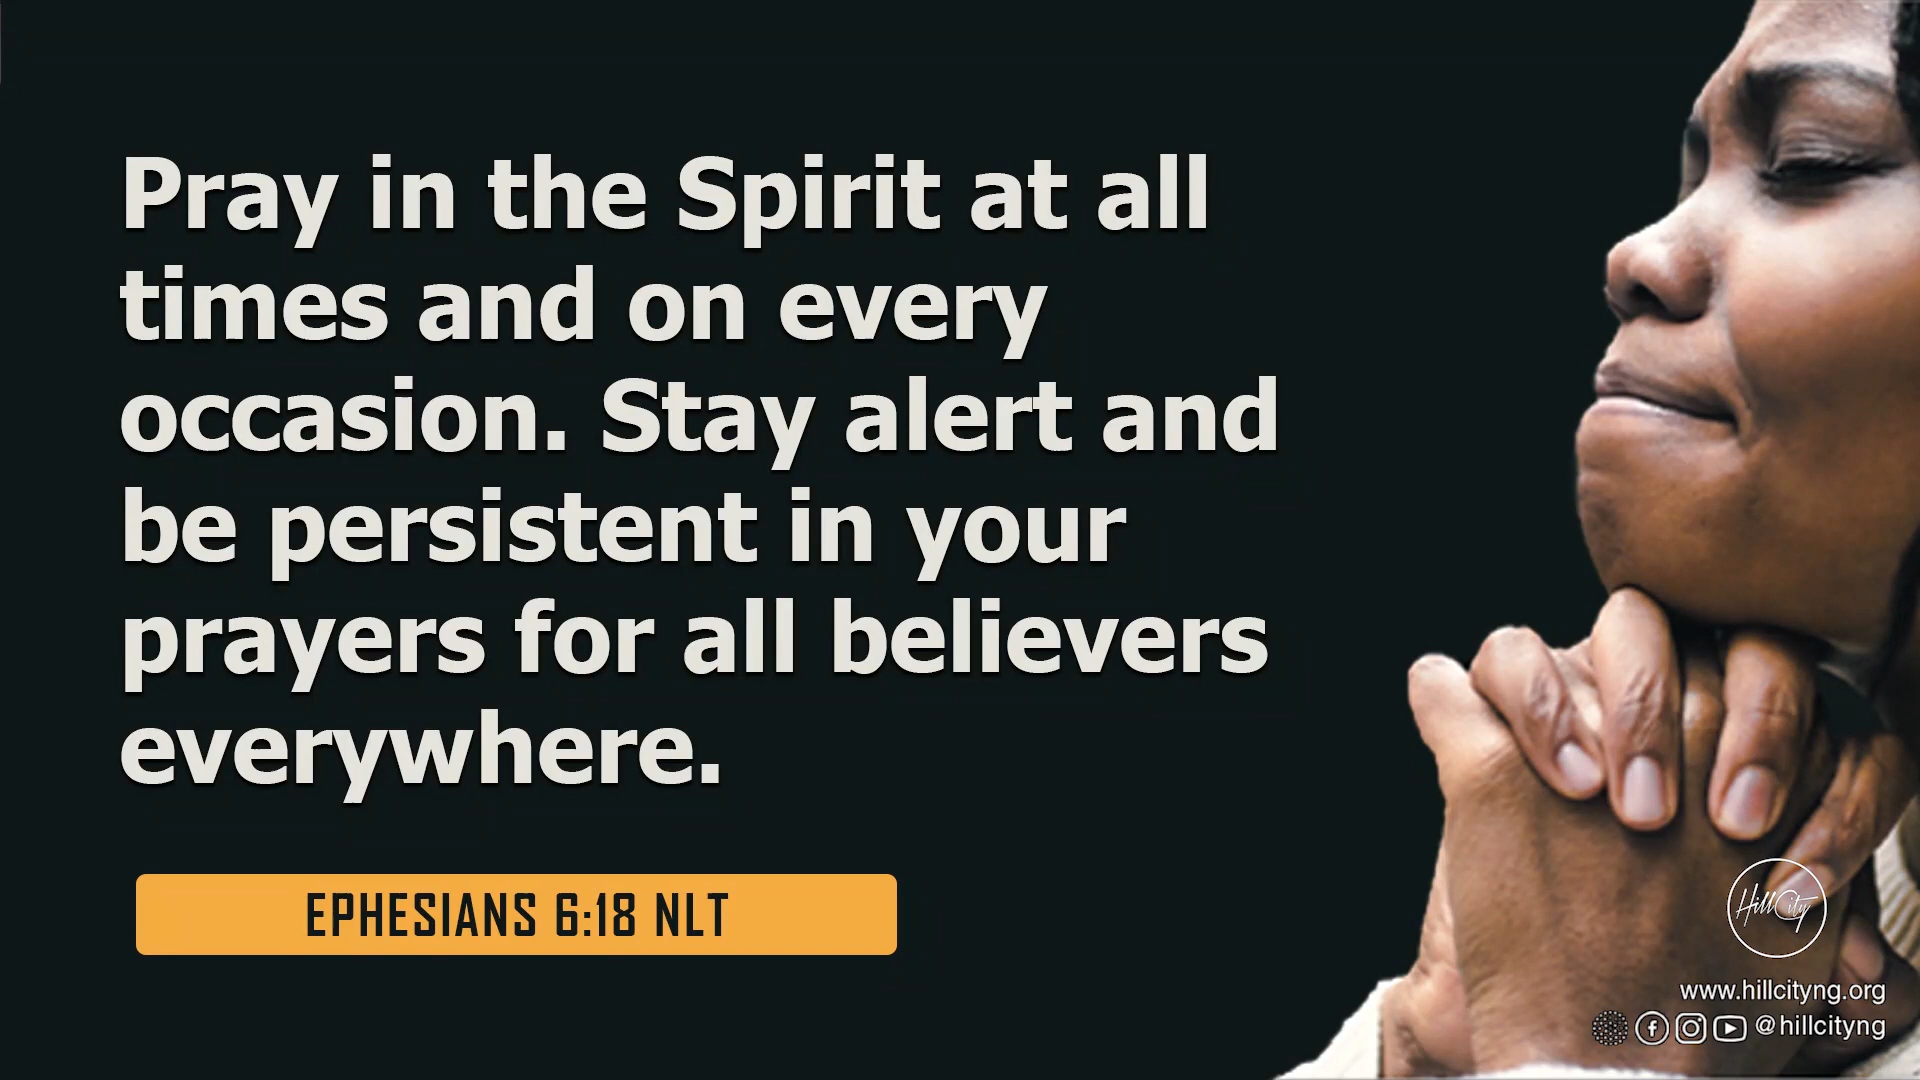 Pray in the Spirit at all
times and on every
occasion. Stay alert and
be persistent in your
prayers for all believers
everywhere.
EPHESIANS 6:18 NLT
HillCity
www.hillcityng.org
@hillcityng